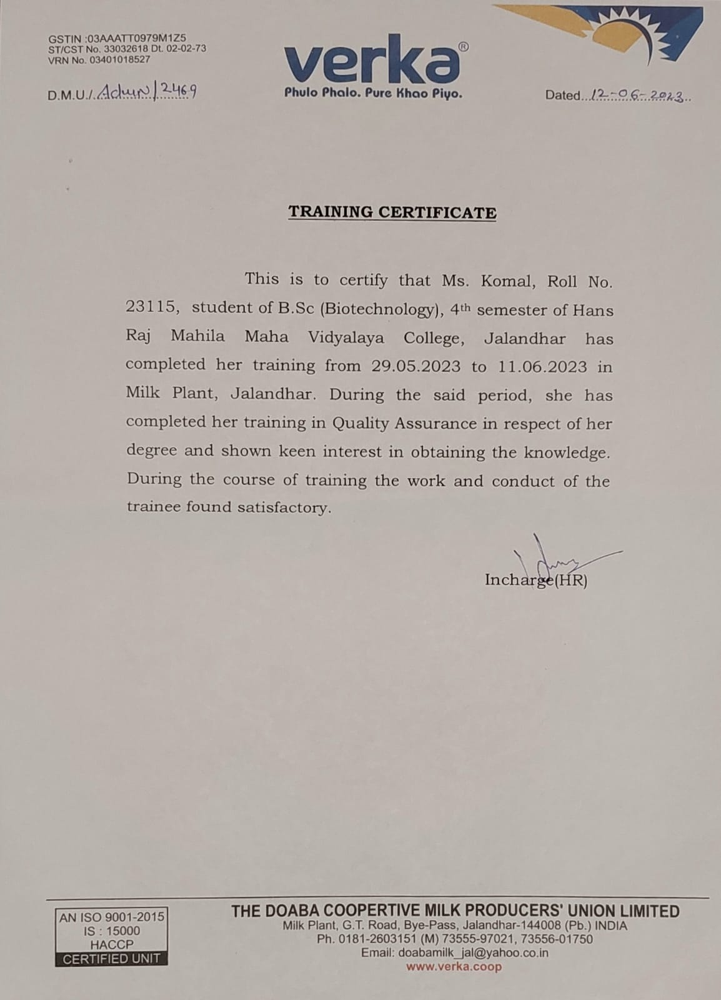 GSTIN :03AAATT0979M1Z5
ST/CST No. 33032618 Dt. 02-02-73
VRN No. 03401018527
D.M.U./.Admn/2469
verka®
Phulo Phalo. Pure Khao Piyo.
Dated...12-06-2023..
TRAINING CERTIFICATE
This is to certify that Ms. Komal, Roll No.
23115, student of B.Sc (Biotechnology), 4th semester of Hans
Raj Mahila Maha Vidyalaya College, Jalandhar has
completed her training from 29.05.2023 to 11.06.2023 in
Milk Plant, Jalandhar. During the said period, she has
completed her training in Quality Assurance in respect of her
degree and shown keen interest in obtaining the knowledge.
During the course of training the work and conduct of the
trainee found satisfactory.
Incharge(HR)
AN ISO 9001-2015
IS : 15000
HACCP
CERTIFIED UNIT
THE DOABA COOPERTIVE MILK PRODUCERS' UNION LIMITED
Milk Plant, G.T. Road, Bye-Pass, Jalandhar-144008 (Pb.) INDIA
Ph. 0181-2603151 (M) 73555-97021, 73556-01750
Email: doabamilk_jal@yahoo.co.in
www.verka.coop